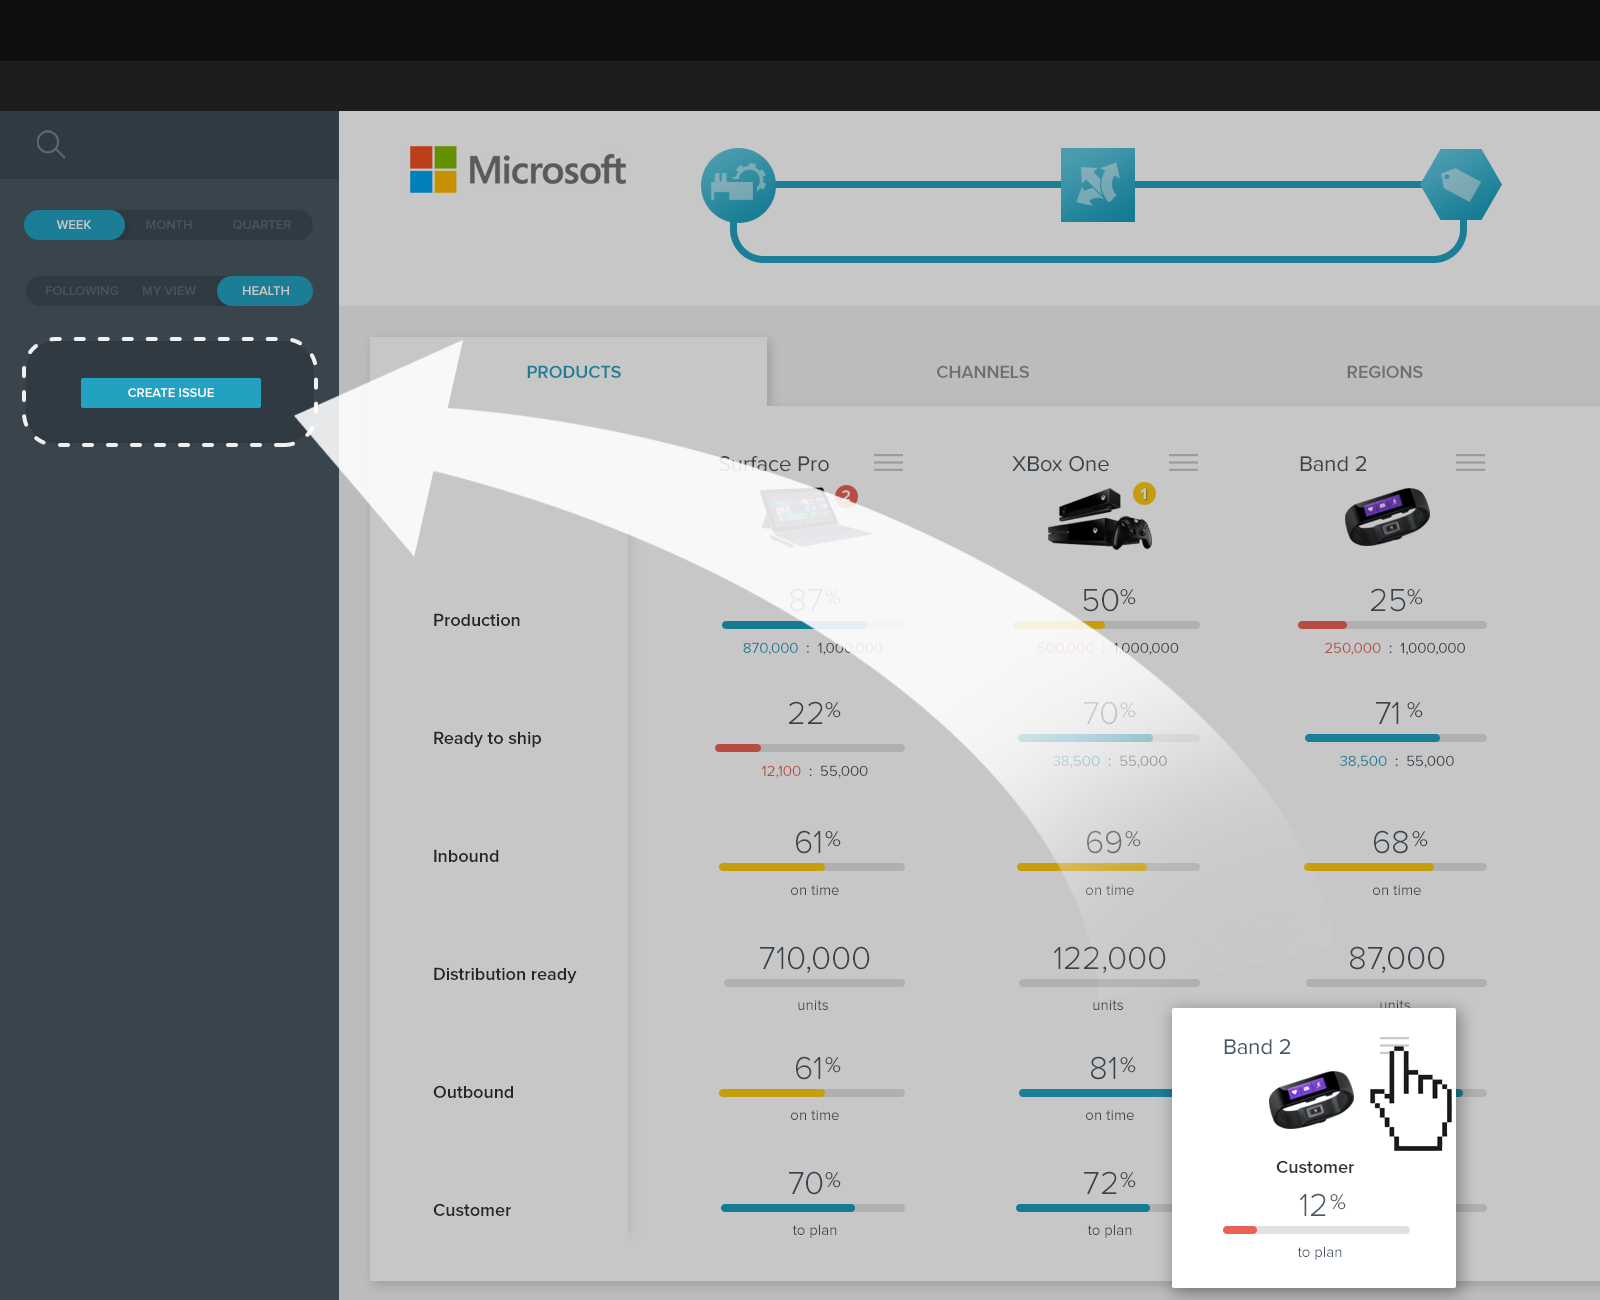 Microsoft
WEEK MONTH QUARTER
FOLLOWING MY VIEW HEALTH
CREATE ISSUE
PRODUCTS CHANNELS REGIONS
Surface Pro XBox One Band 2
2 1
87% 50% 25%
Production
870,000 : 1,000,000 500,000 : 1,000,000 250,000 : 1,000,000
22% 70% 71 %
Ready to ship
12,100 : 55,000 38,500 : 55,000 38,500 : 55,000
61% 69% 68%
Inbound
on time on time on time
710,000 122,000 87,000
Distribution ready
units units units
61% 81%
Outbound
on time on time
70% 72%
Customer
to plan to plan
Band 2
Customer
12%
to plan